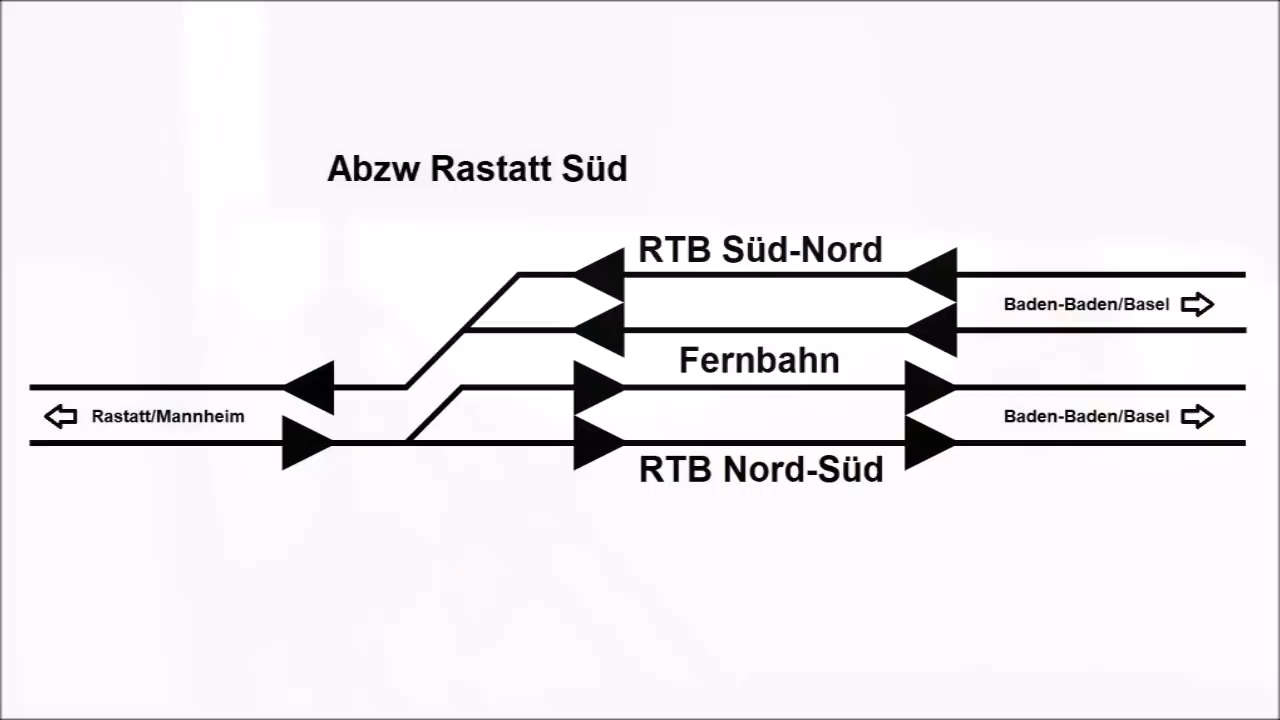 Abzw Rastatt Süd
RTB Süd-Nord
Baden-Baden/Basel
Fernbahn
Rastatt/Mannheim
Baden-Baden/Basel
RTB Nord-Süd